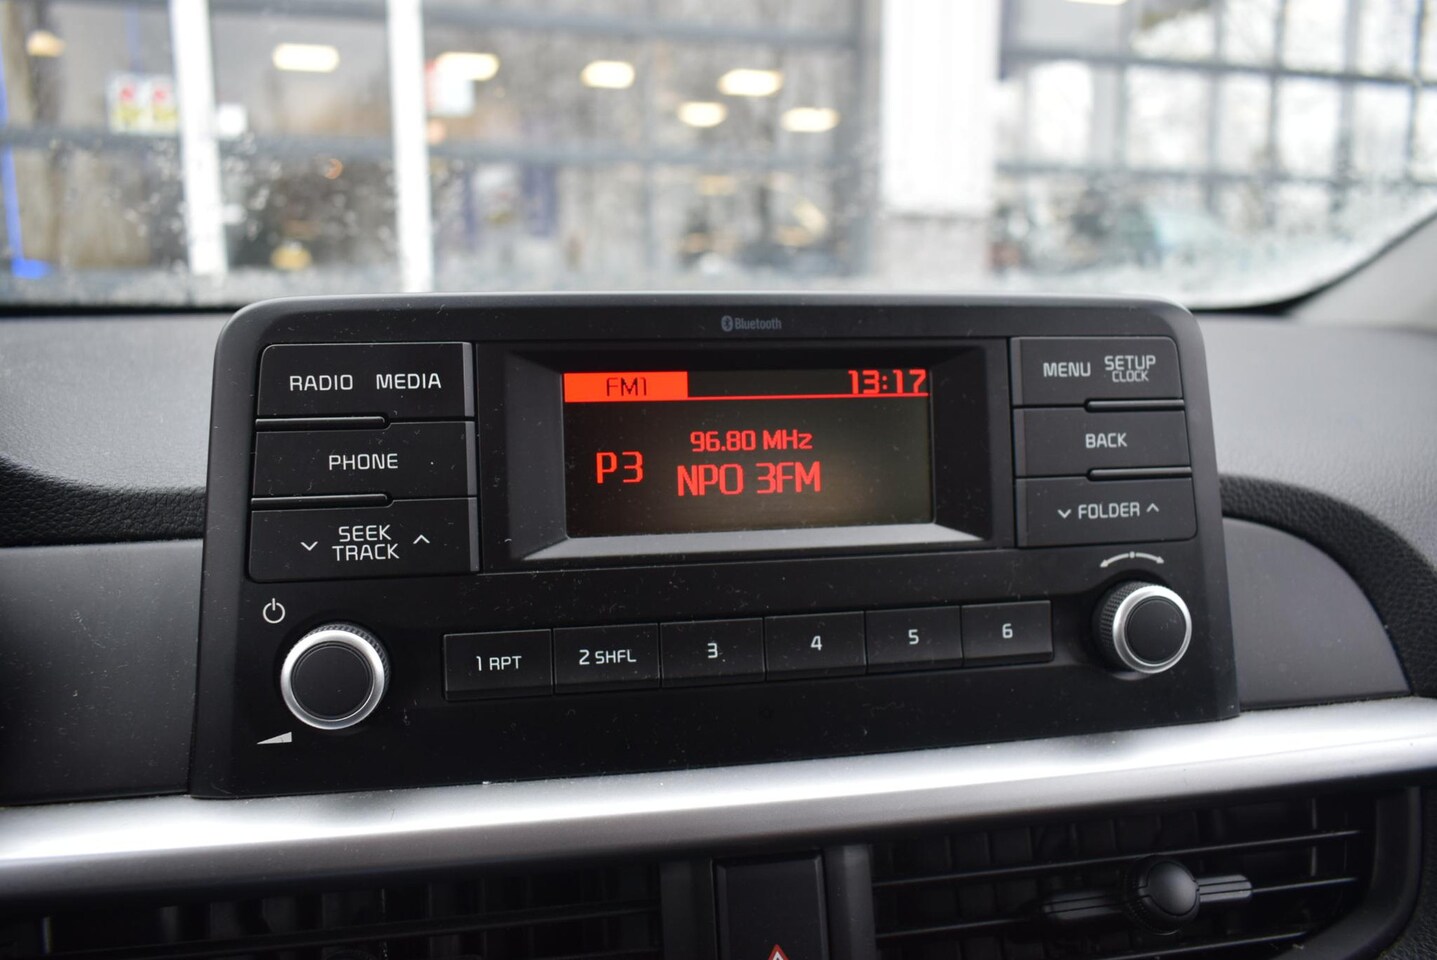 Bluetooth
RADIO MEDIA
PHONE
SEEK
TRACK
FM1 13:17
96.80 MHz
P3 NPO 3FM
MENU SETUP
CLOCK
BACK
FOLDER
1 RPT 2 SHFL 3 4 5 6